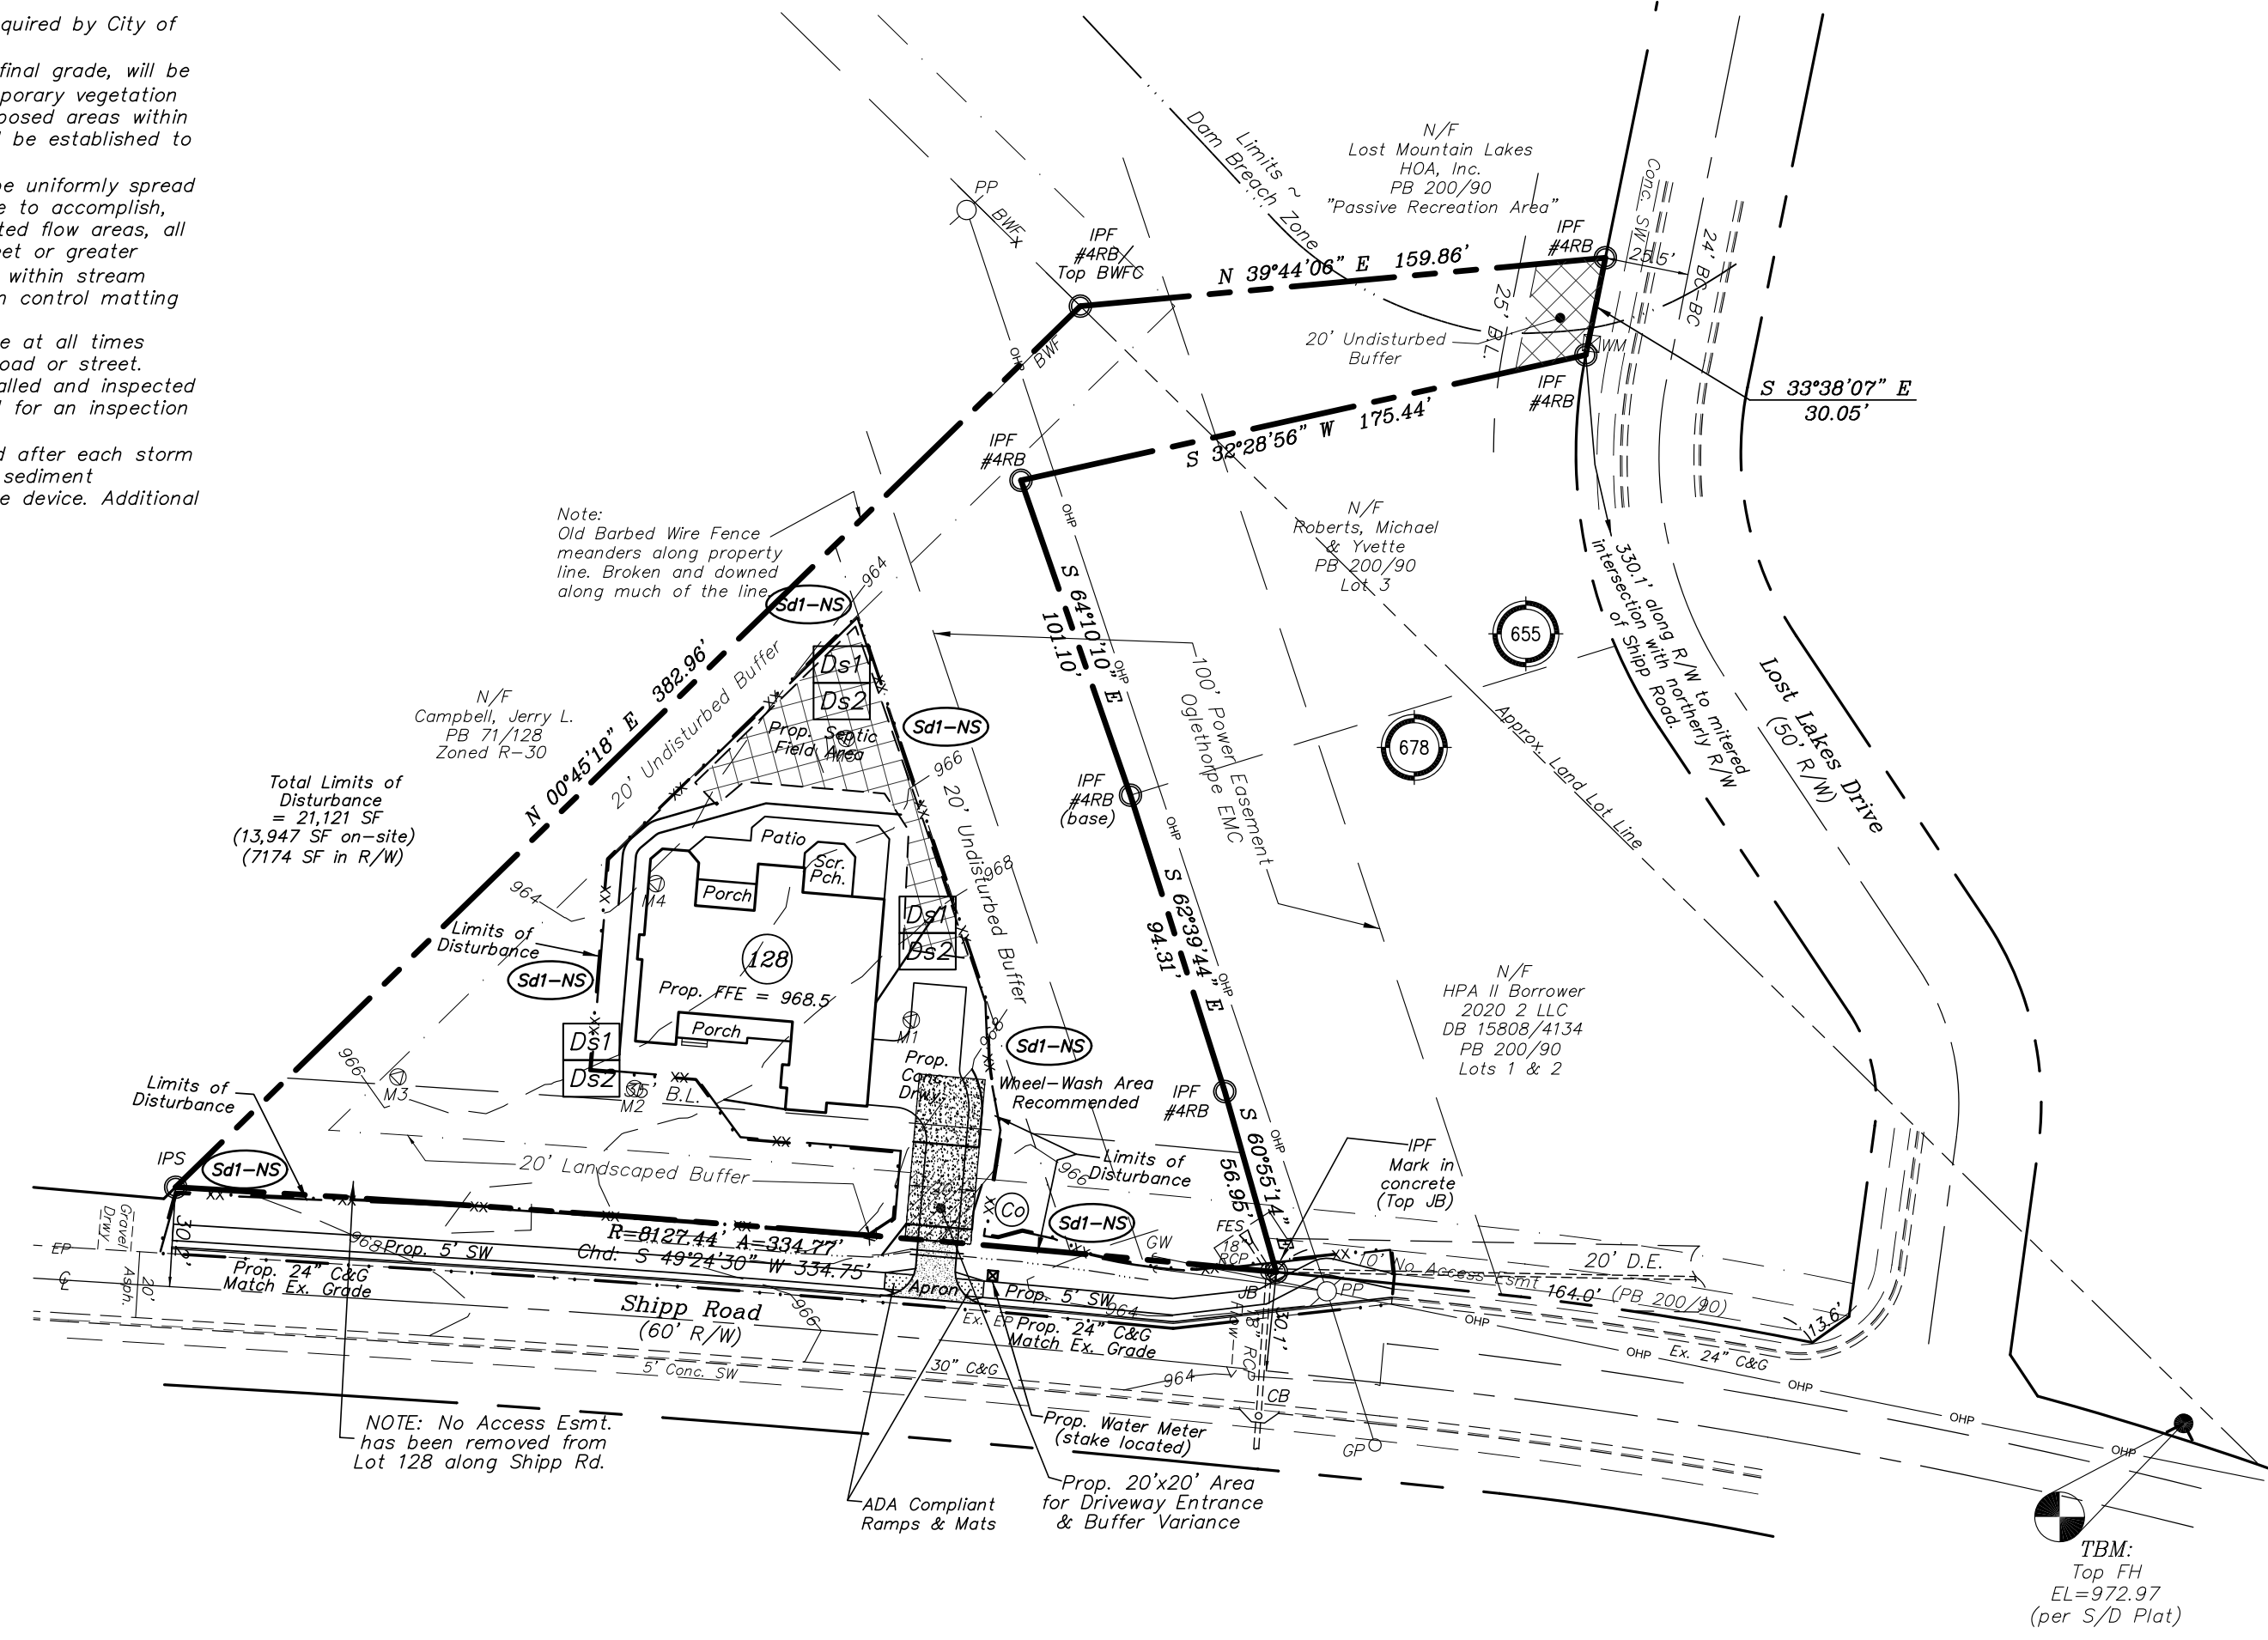 quired by City of
final grade, will be
porary vegetation
posed areas within
be established to
be uniformly spread
e to accomplish,
ted flow areas, all
eet or greater
within stream
n control matting
e at all times
oad or street.
alled and inspected
d for an inspection
d after each storm
sediment
e device. Additional
PP
BWF
IPF
#4RB
Top BWFC
BWF
Limits ~
Dam Breach Zone
N/F
Lost Mountain Lakes
HOA, Inc.
PB 200/90
"Passive Recreation Area"
IPF
#4RB
N 39°44'06" E 159.86'
Conc. SW
25.5'
24' BC-BC
25' B.L.
20' Undisturbed
Buffer
WM
IPF
#4RB
S 33°38'07" E
30.05'
S 32°28'56" W 175.44'
IPF
#4RB
OHP
OHP
Note:
Old Barbed Wire Fence
meanders along property
line. Broken and downed
along much of the line.
N/F
Roberts, Michael
& Yvette
PB 200/90
Lot 3
330.1' along R/W to mitered
intersection with northerly R/W
of Shipp Road.
655
678
Lost Lakes Drive
(50' R/W)
Approx. Land Lot Line
100' Power Easement
Oglethorpe EMC
S 64°10'10" E
101.10'
OHP
964
Sd1-NS
Ds1
Ds2
Prop. Septic
Field Area
Sd1-NS
966
20' Undisturbed Buffer
N 00°45'18" E 382.96'
20' Undisturbed Buffer
N/F
Campbell, Jerry L.
PB 71/128
Zoned R-30
Total Limits of
Disturbance
= 21,121 SF
(13,947 SF on-site)
(7174 SF in R/W)
IPF
#4RB
(base)
OHP
S 62°39'44" E
94.31'
OHP
Patio
Scr.
Pch.
Porch
M4
964
968
Ds1
Ds2
Limits of
Disturbance
Sd1-NS
128
Prop. FFE = 968.5
Porch
Ds1
Ds2
M1
968
Sd1-NS
N/F
HPA II Borrower
2020 2 LLC
DB 15808/4134
PB 200/90
Lots 1 & 2
Prop.
Conc.
Drwy.
Wheel-Wash Area
Recommended
966
M3
M2
35' B.L.
Limits of
Disturbance
IPF
#4RB
S 60°55'14" E
56.95'
OHP
IPF
Mark in
concrete
(Top JB)
IPS
Sd1-NS
20' Landscaped Buffer
Limits of
Disturbance
966
Co
Sd1-NS
FES
18"
RCP
GW
Gravel
Drwy.
30.2'
EP
Asph.
20'
968
Prop. 5' SW
Prop. 24" C&G
Match Ex. Grade
R=8127.44' A=334.77'
Chd: S 49°24'30" W 334.75'
Apron
Prop. 5' SW
964
JB
PP
10' No Access Esmt
20' D.E.
164.0' (PB 200/90)
13.6'
Shipp Road
(60' R/W)
966
Ex. EP
Prop. 24" C&G
Match Ex. Grade
Flow
18" RCP
30.1'
OHP
OHP
Ex. 24" C&G
OHP
OHP
OHP
5' Conc. SW
30" C&G
964
CB
GP
NOTE: No Access Esmt.
has been removed from
Lot 128 along Shipp Rd.
Prop. Water Meter
(stake located)
ADA Compliant
Ramps & Mats
Prop. 20'x20' Area
for Driveway Entrance
& Buffer Variance
TBM:
Top FH
EL=972.97
(per S/D Plat)